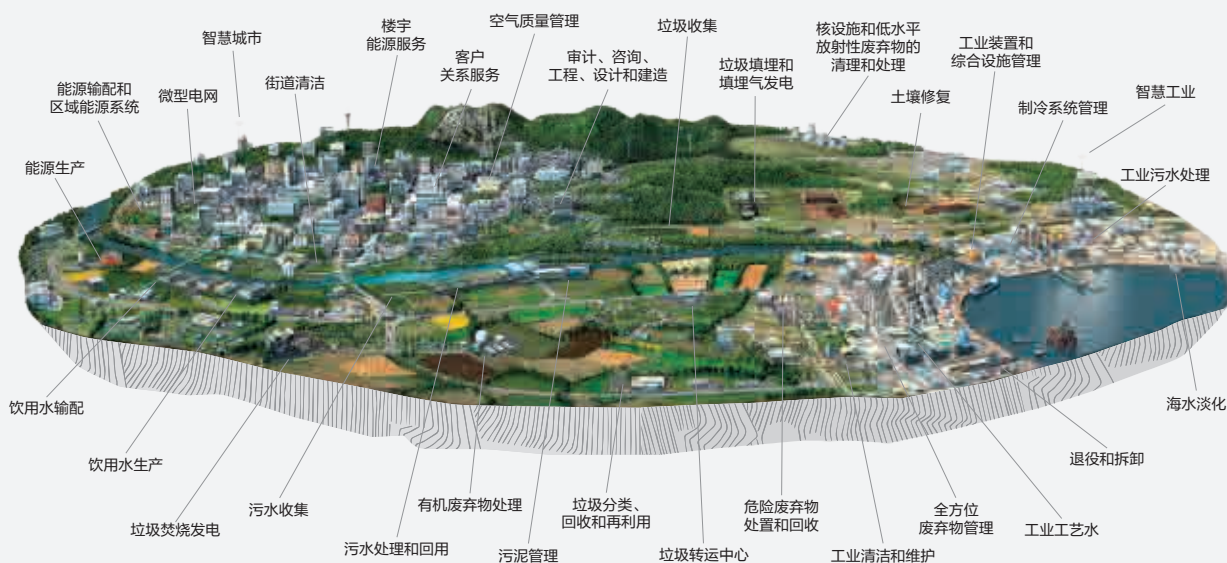 智慧城市
楼宇
能源服务
空气质量管理
客户
关系服务
审计、咨询、
工程、设计和建造
垃圾收集
垃圾填埋和
填埋气发电
核设施和低水平
放射性废弃物的
清理和处理
工业装置和
综合设施管理
土壤修复
制冷系统管理
智慧工业
能源输配和
区域能源系统
微型电网
街道清洁
能源生产
工业污水处理
饮用水输配
饮用水生产
垃圾焚烧发电
污水收集
污水处理和回用
有机废弃物处理
污泥管理
垃圾分类、
回收和再利用
垃圾转运中心
危险废弃物
处置和回收
工业清洁和维护
全方位
废弃物管理
工业工艺水
退役和拆卸
海水淡化